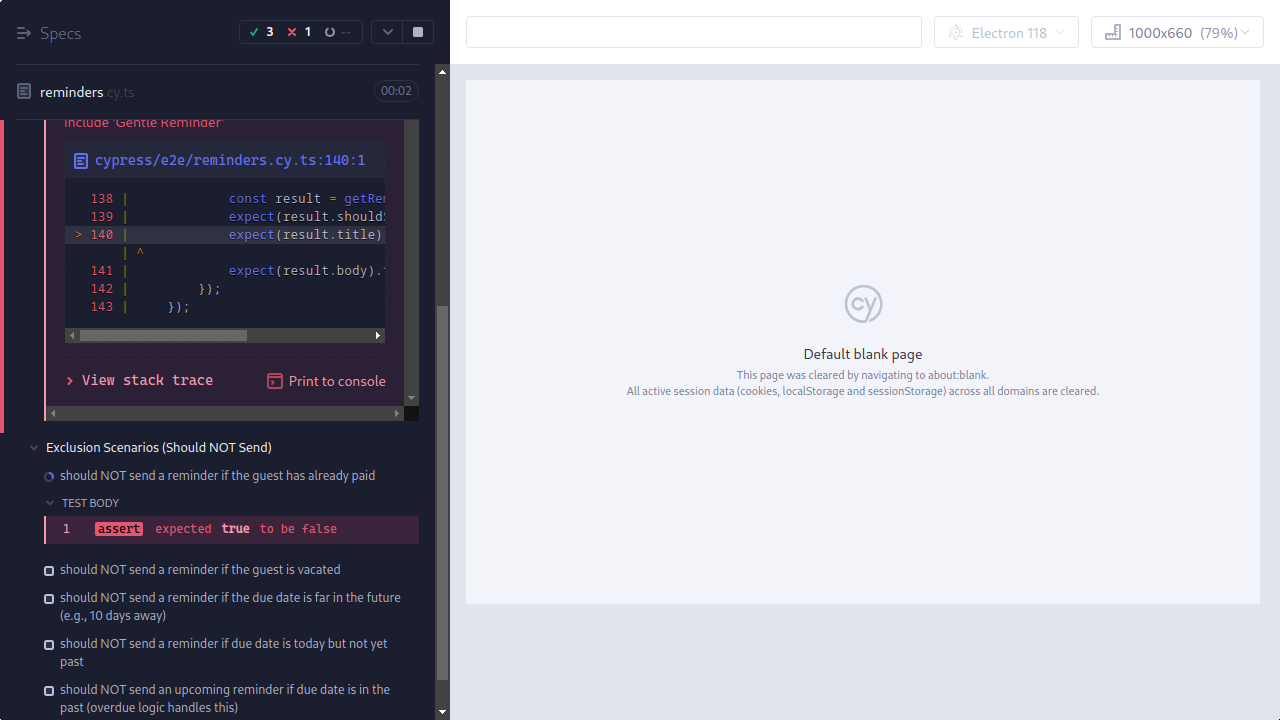 Specs
3 1 --
reminders.cy.ts 00:02
include 'Gentle Reminder'
cypress/e2e/reminders.cy.ts:140:1
138 | const result = getRe
139 | expect(result.should
> 140 | expect(result.title)
| ^
141 | expect(result.body).
142 | });
143 | });
View stack trace
Print to console
Exclusion Scenarios (Should NOT Send)
should NOT send a reminder if the guest has already paid
TEST BODY
1 assert expected true to be false
should NOT send a reminder if the guest is vacated
should NOT send a reminder if the due date is far in the future
(e.g., 10 days away)
should NOT send a reminder if due date is today but not yet
past
should NOT send an upcoming reminder if due date is in the
past (overdue logic handles this)
Electron 118
1000x660 (79%)
cy
Default blank page
This page was cleared by navigating to about:blank.
All active session data (cookies, localStorage and sessionStorage) across all domains are cleared.